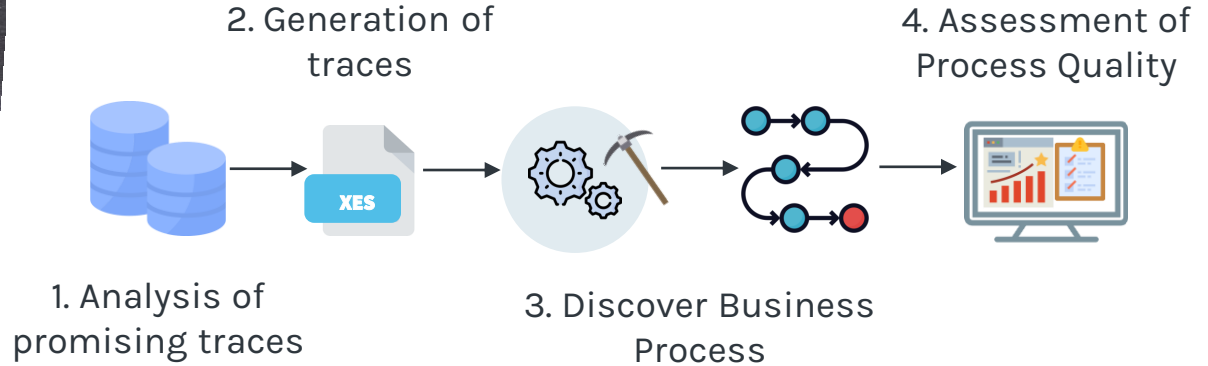 2. Generation of
traces
4. Assessment of
Process Quality
XES
1. Analysis of
promising traces
3. Discover Business
Process